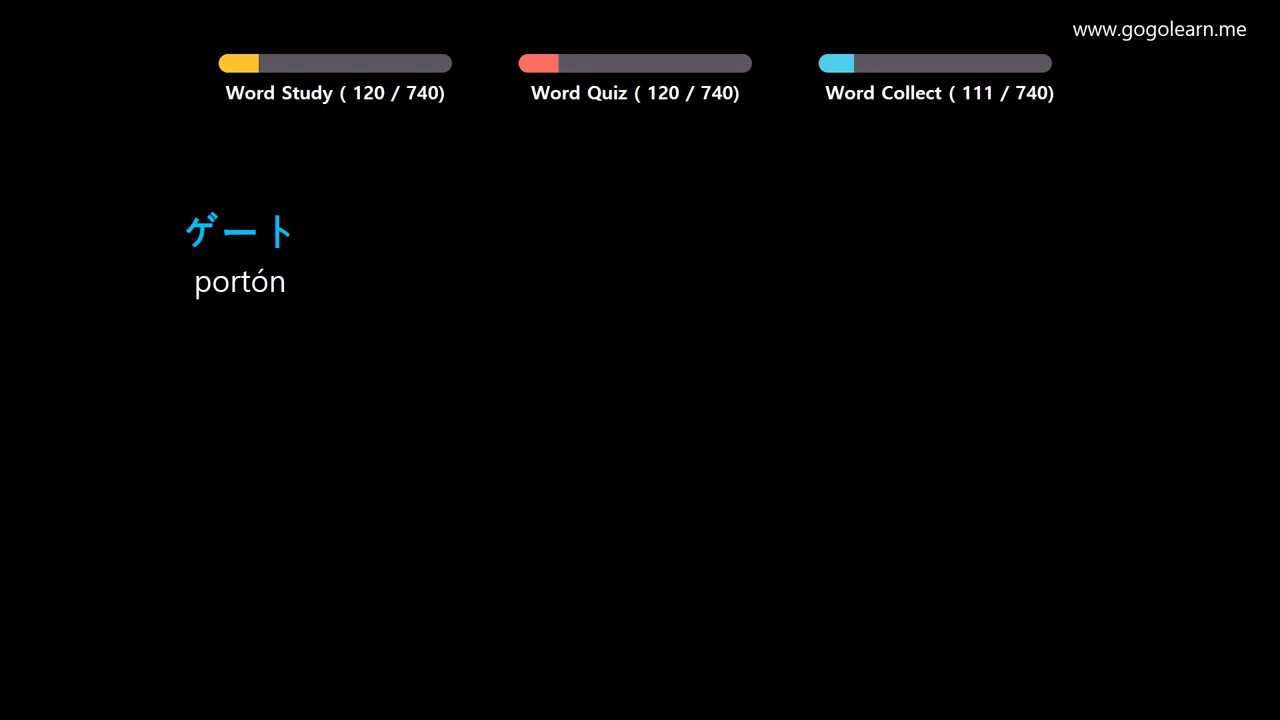 www.gogolearn.me
Word Study ( 120 / 740)
Word Quiz ( 120 / 740)
Word Collect ( 111 / 740)
ゲート
portón